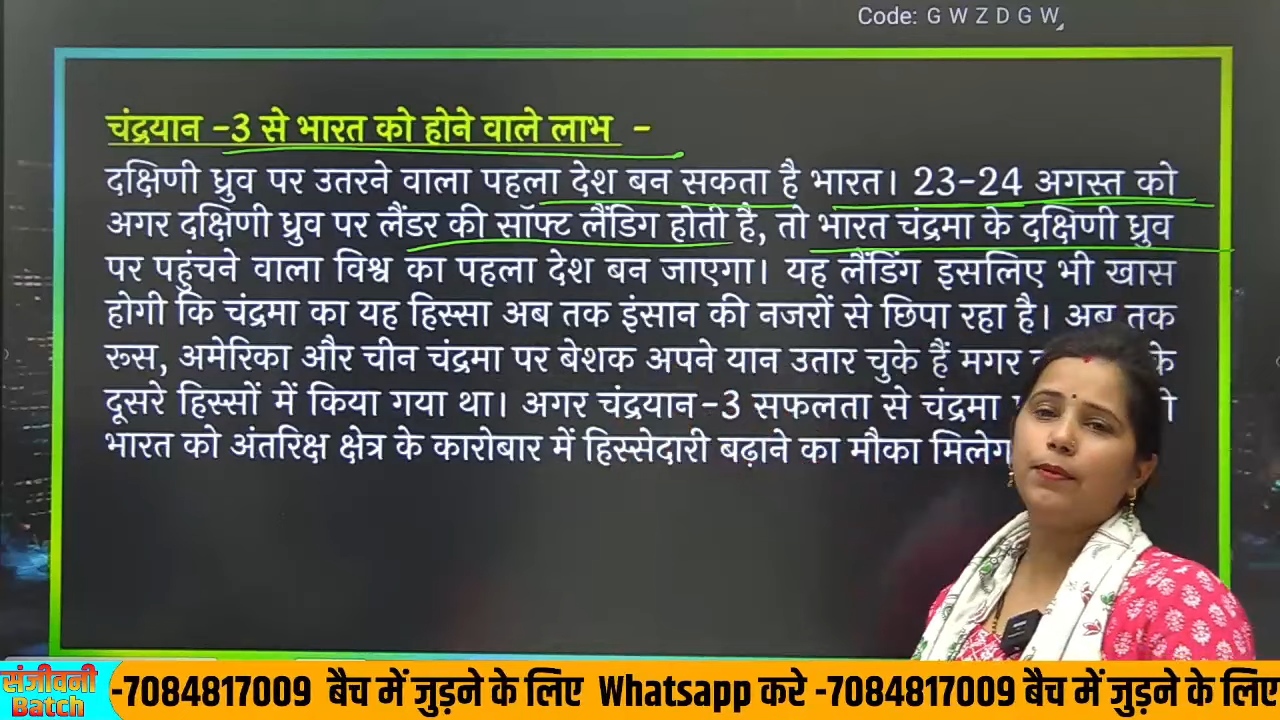 Code: G W Z D G W
चंद्रयान -3 से भारत को होने वाले लाभ -
दक्षिणी ध्रुव पर उतरने वाला पहला देश बन सकता है भारत। 23-24 अगस्त को
अगर दक्षिणी ध्रुव पर लैंडर की सॉफ्ट लैंडिग होती है, तो भारत चंद्रमा के दक्षिणी ध्रुव
पर पहुंचने वाला विश्व का पहला देश बन जाएगा। यह लैंडिंग इसलिए भी खास
होगी कि चंद्रमा का यह हिस्सा अब तक इंसान की नजरों से छिपा रहा है। अब तक
रूस, अमेरिका और चीन चंद्रमा पर बेशक अपने यान उतार चुके हैं मगर के
दूसरे हिस्सों में किया गया था। अगर चंद्रयान-3 सफलता से चंद्रमा
भारत को अंतरिक्ष क्षेत्र के कारोबार में हिस्सेदारी बढ़ाने का मौका
संजीवनी
Batch
-7084817009 बैच में जुड़ने के लिए Whatsapp करे -7084817009 बैच में जुड़ने के लिए